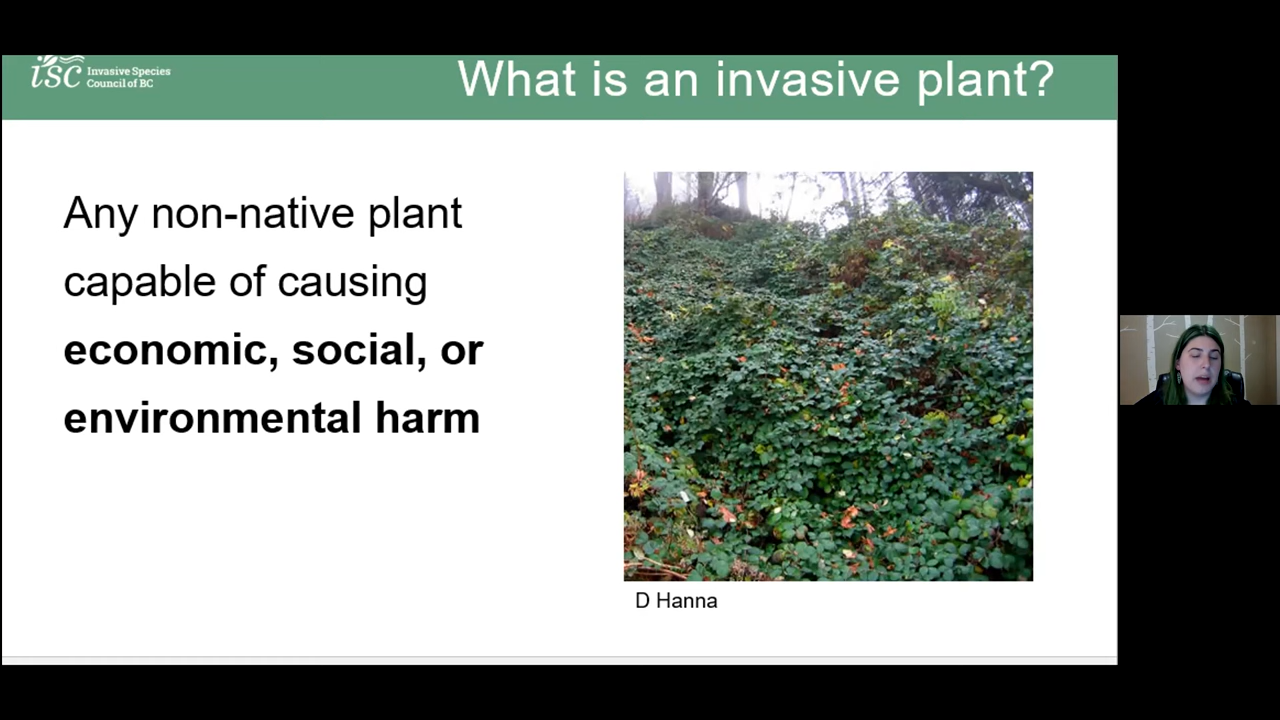 isc Invasive Species
Council of BC
What is an invasive plant?
Any non-native plant
capable of causing
economic, social, or
environmental harm
D Hanna